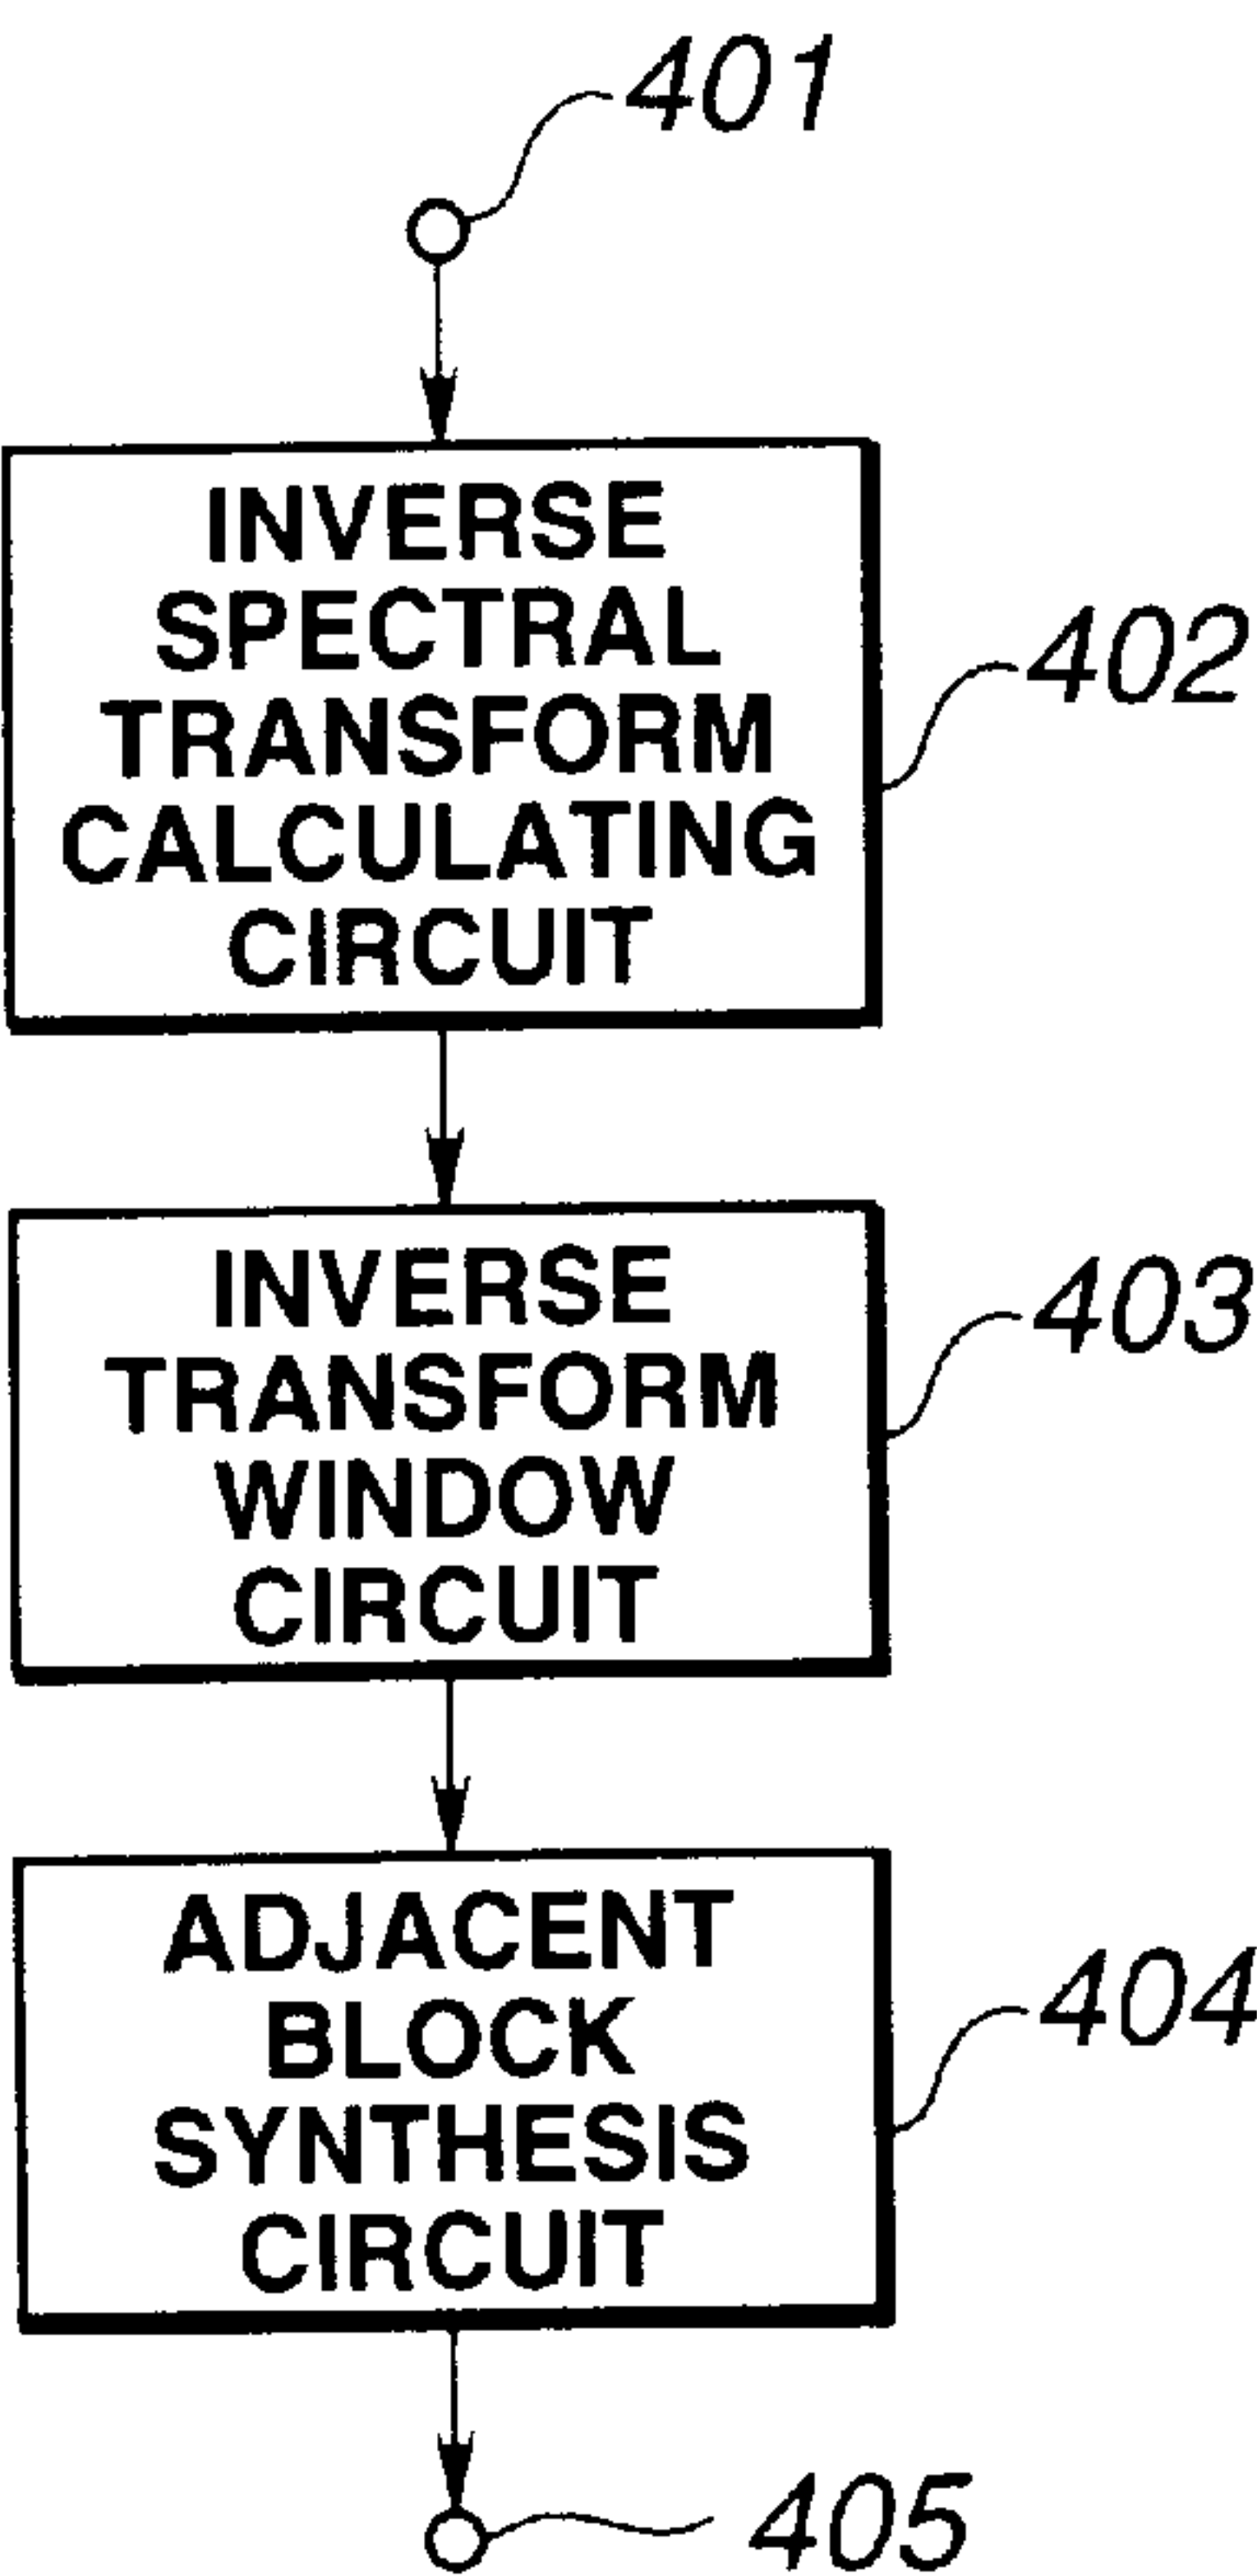 401
INVERSE
SPECTRAL
TRANSFORM
CALCULATING
CIRCUIT
402
INVERSE
TRANSFORM
WINDOW
CIRCUIT
403
ADJACENT
BLOCK
SYNTHESIS
CIRCUIT
404
405